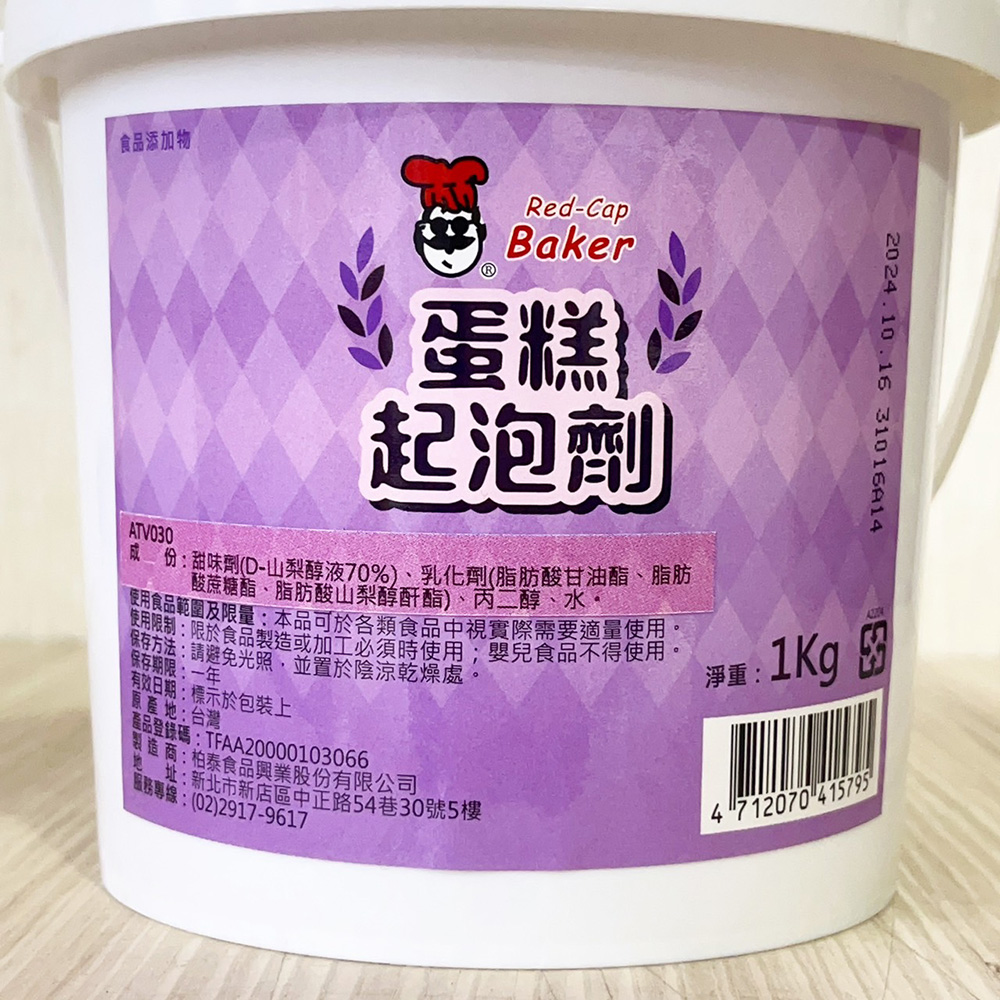 食品添加物
Red-Cap
Baker
®
蛋糕
起泡劑
2024.10.16 31016A14
ATV030
成　份：甜味劑(D-山梨醇液70%)、乳化劑(脂肪酸甘油酯、脂肪
酸蔗糖酯、脂肪酸山梨醇酐酯)、丙二醇、水。
使用食品範圍及限量：本品可於各類食品中視實際需要適量使用。
使用限制：限於食品製造或加工必須時使用；嬰兒食品不得使用。
保存方法：請避免光照，並置於陰涼乾燥處。
保存期限：一年
有效日期：標示於包裝上
原產地：台灣
產品登錄碼：TFAA20000103066
製造商：柏泰食品興業股份有限公司
地址：新北市新店區中正路54巷30號5樓
服務專線：(02)2917-9617
淨重：1Kg
4 712070 415795